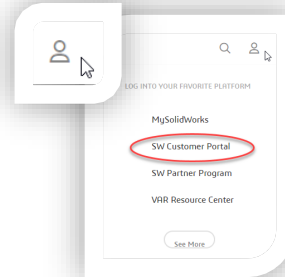 LOG INTO YOUR FAVORITE PLATFORM
MySolidWorks
SW Customer Portal
SW Partner Program
VAR Resource Center
See More